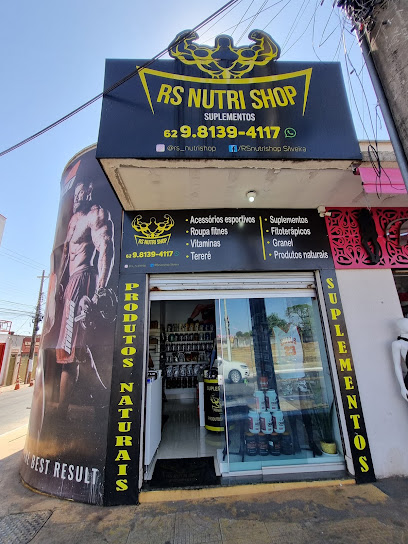 RS NUTRI SHOP
SUPLEMENTOS
62 9.8139-4117
@rs_nutrishop /RSnutrishop
RS NUTRI SHOP
62 9.8139-4117
• Acessórios esportivos
• Roupa fitnes
• Vitaminas
• Tererê
• Suplementos
• Fitoterápicos
• Granel
• Produtos naturais
PRODUTOS NATURAIS
SUPLEMENTOS
BEST RESULT